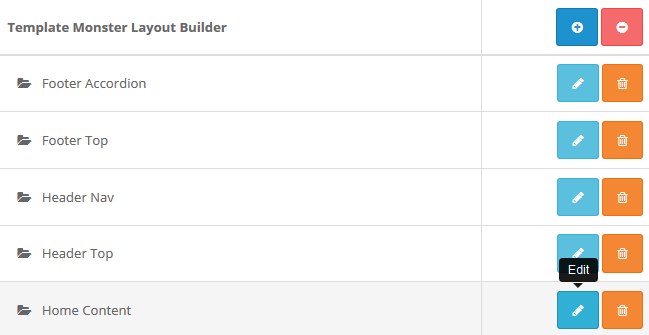 Template Monster Layout Builder
Footer Accordion
Footer Top
Header Nav
Header Top
Edit
Home Content